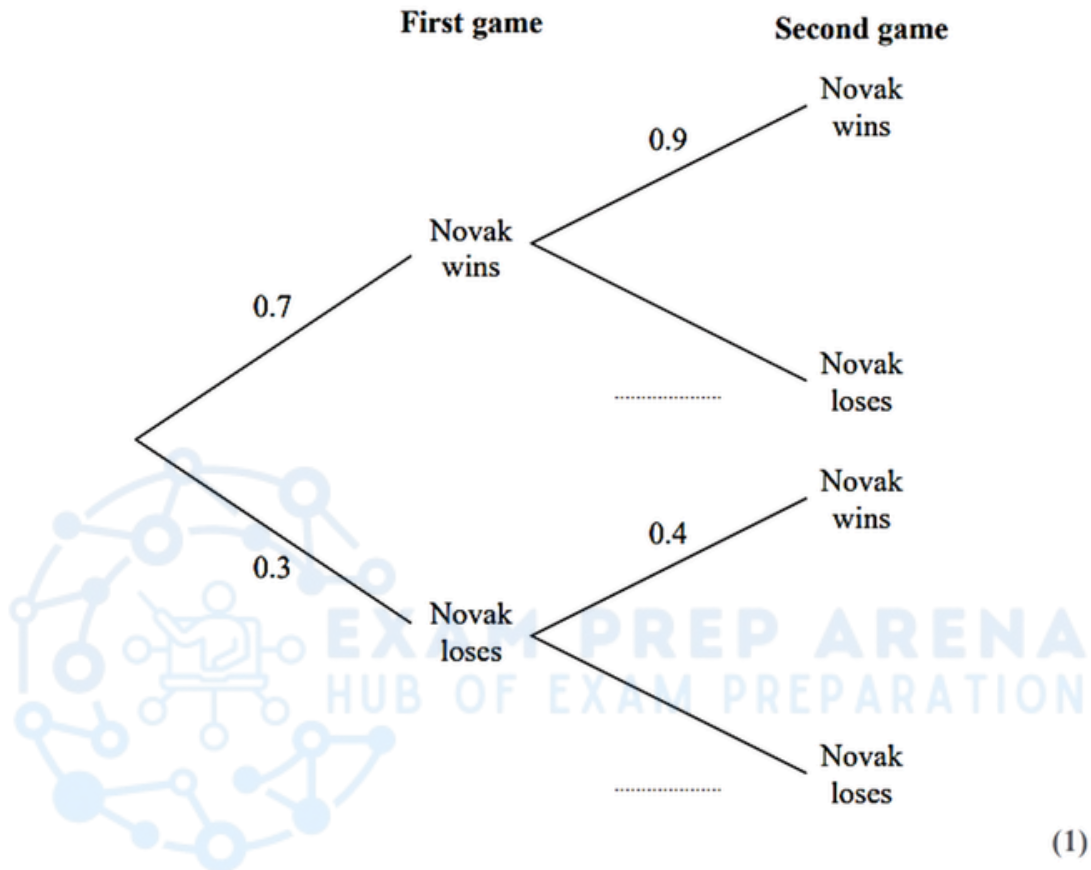 First game
Second game
Novak
wins
0.9
Novak
wins
0.7
Novak
loses
Novak
wins
0.4
0.3
Novak
loses
EXAM PREP ARENA
HUB OF EXAM PREPARATION
Novak
loses
(1)